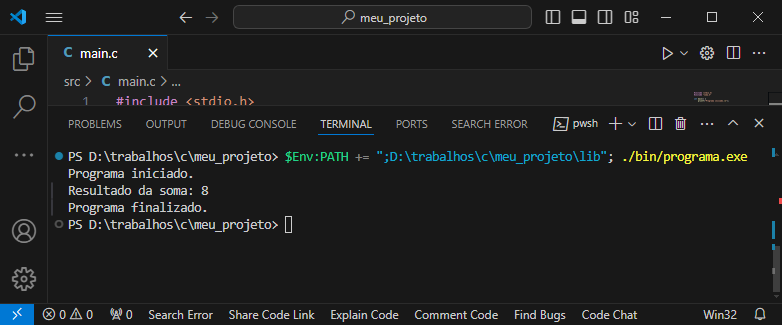 meu_projeto
C main.c
src > C main.c > ...
1 #include <stdio.h>
PROBLEMS OUTPUT DEBUG CONSOLE TERMINAL PORTS SEARCH ERROR pwsh
PS D:\trabalhos\c\meu_projeto> $Env:PATH += ";D:\trabalhos\c\meu_projeto\lib"; ./bin/programa.exe
Programa iniciado.
Resultado da soma: 8
Programa finalizado.
PS D:\trabalhos\c\meu_projeto>
0 0 0 Search Error Share Code Link Explain Code Comment Code Find Bugs Code Chat Win32